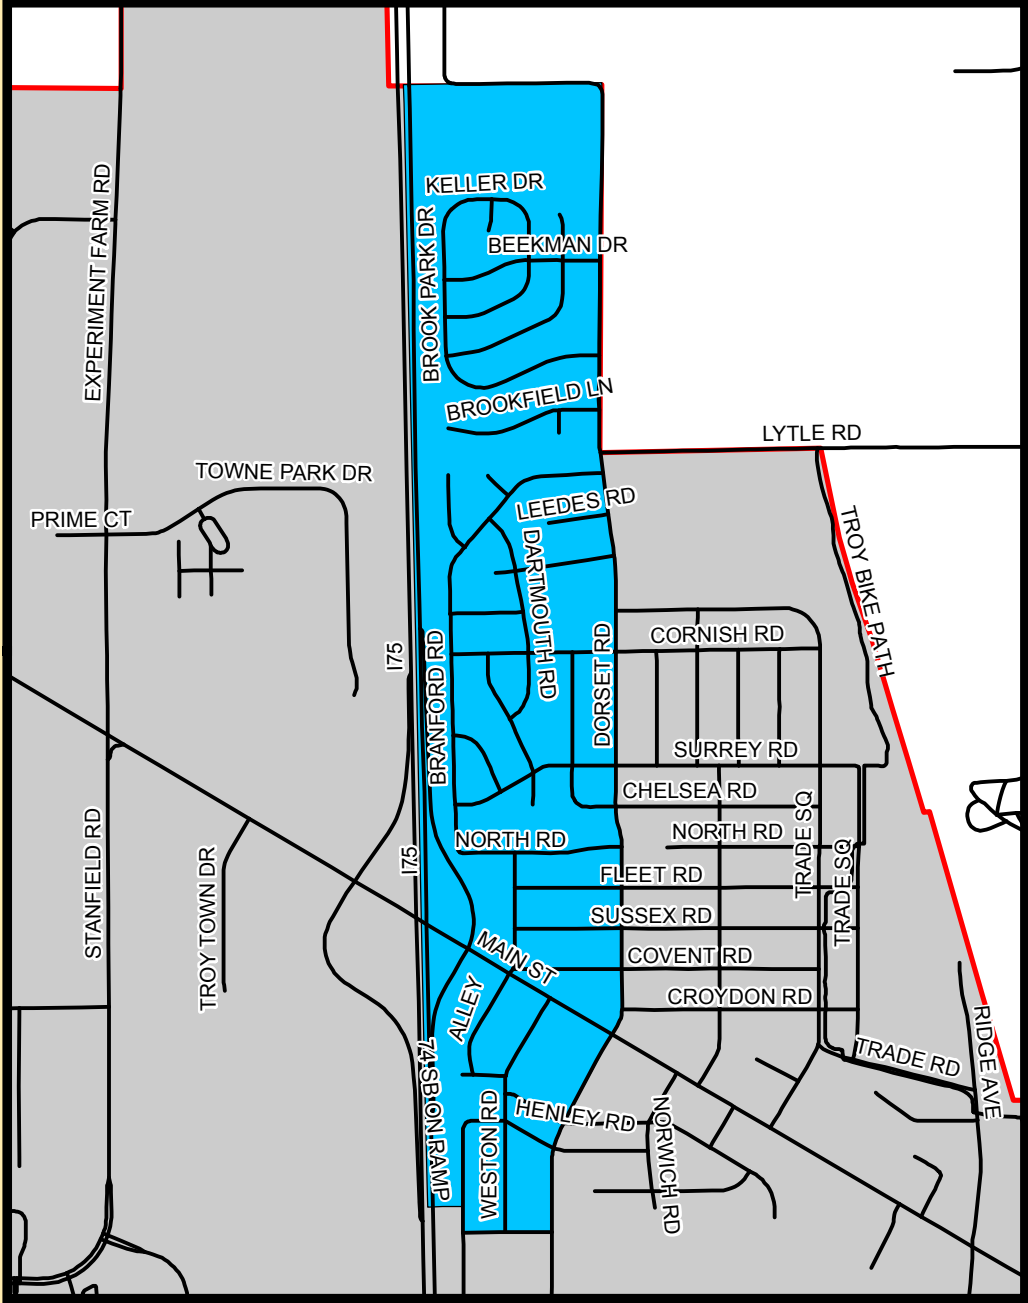 KELLER DR
EXPERIMENT FARM RD
BROOK PARK DR
BEEKMAN DR
BROOKFIELD LN
LYTLE RD
TOWNE PARK DR
PRIME CT
LEEDES RD
TROY BIKE PATH
DARTMOUTH RD
CORNISH RD
DORSET RD
I75
BRANFORD RD
SURREY RD
CHELSEA RD
TRADE SQ
NORTH RD
NORTH RD
STANFIELD RD
TROY TOWN DR
I75
FLEET RD
TRADE SQ
SUSSEX RD
MAIN ST
COVENT RD
ALLEY
CROYDON RD
RIDGE AVE
TRADE RD
74-SB ON RAMP
WESTON RD
HENLEY RD
NORWICH RD